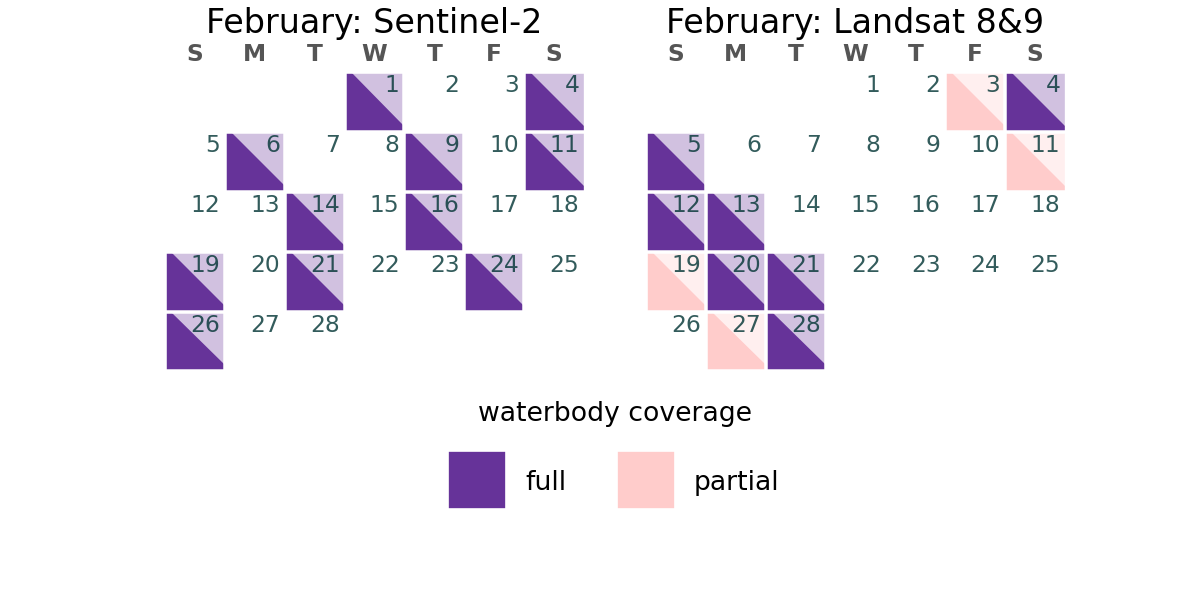 February: Sentinel-2
S M T W T F S
1 2 3 4
5 6 7 8 9 10 11
12 13 14 15 16 17 18
19 20 21 22 23 24 25
26 27 28
February: Landsat 8&9
S M T W T F S
1 2 3 4
5 6 7 8 9 10 11
12 13 14 15 16 17 18
19 20 21 22 23 24 25
26 27 28
waterbody coverage
full partial